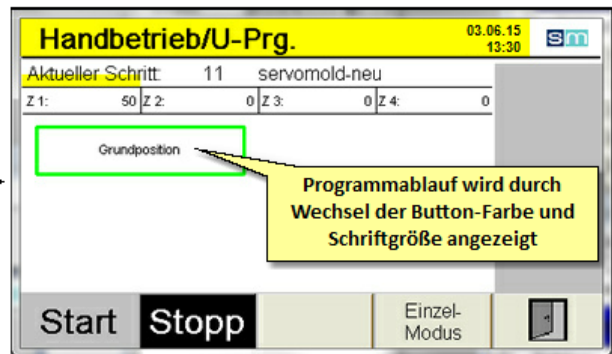 Handbetrieb/U-Prg.
03.06.15
13:30
sm
Aktueller Schritt: 11 servomold-neu
Z 1: 50 Z 2: 0 Z 3: 0 Z 4: 0
Grundposition
Programmablauf wird durch
Wechsel der Button-Farbe und
Schriftgröße angezeigt
Start Stopp
Einzel-
Modus